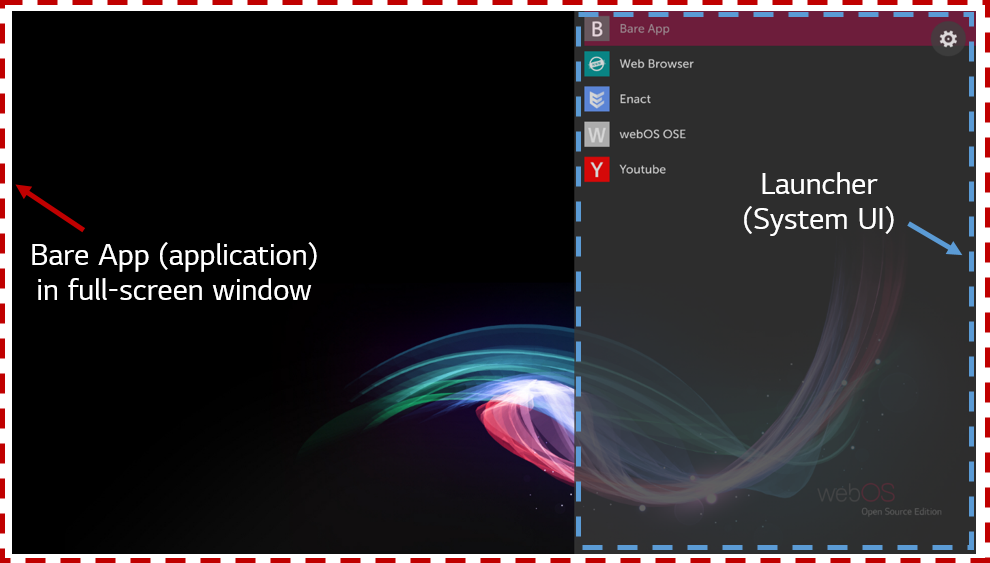 B Bare App
Web Browser
Enact
W webOS OSE
Y Youtube
Launcher
(System UI)
Bare App (application)
in full-screen window
webOS
Open Source Edition